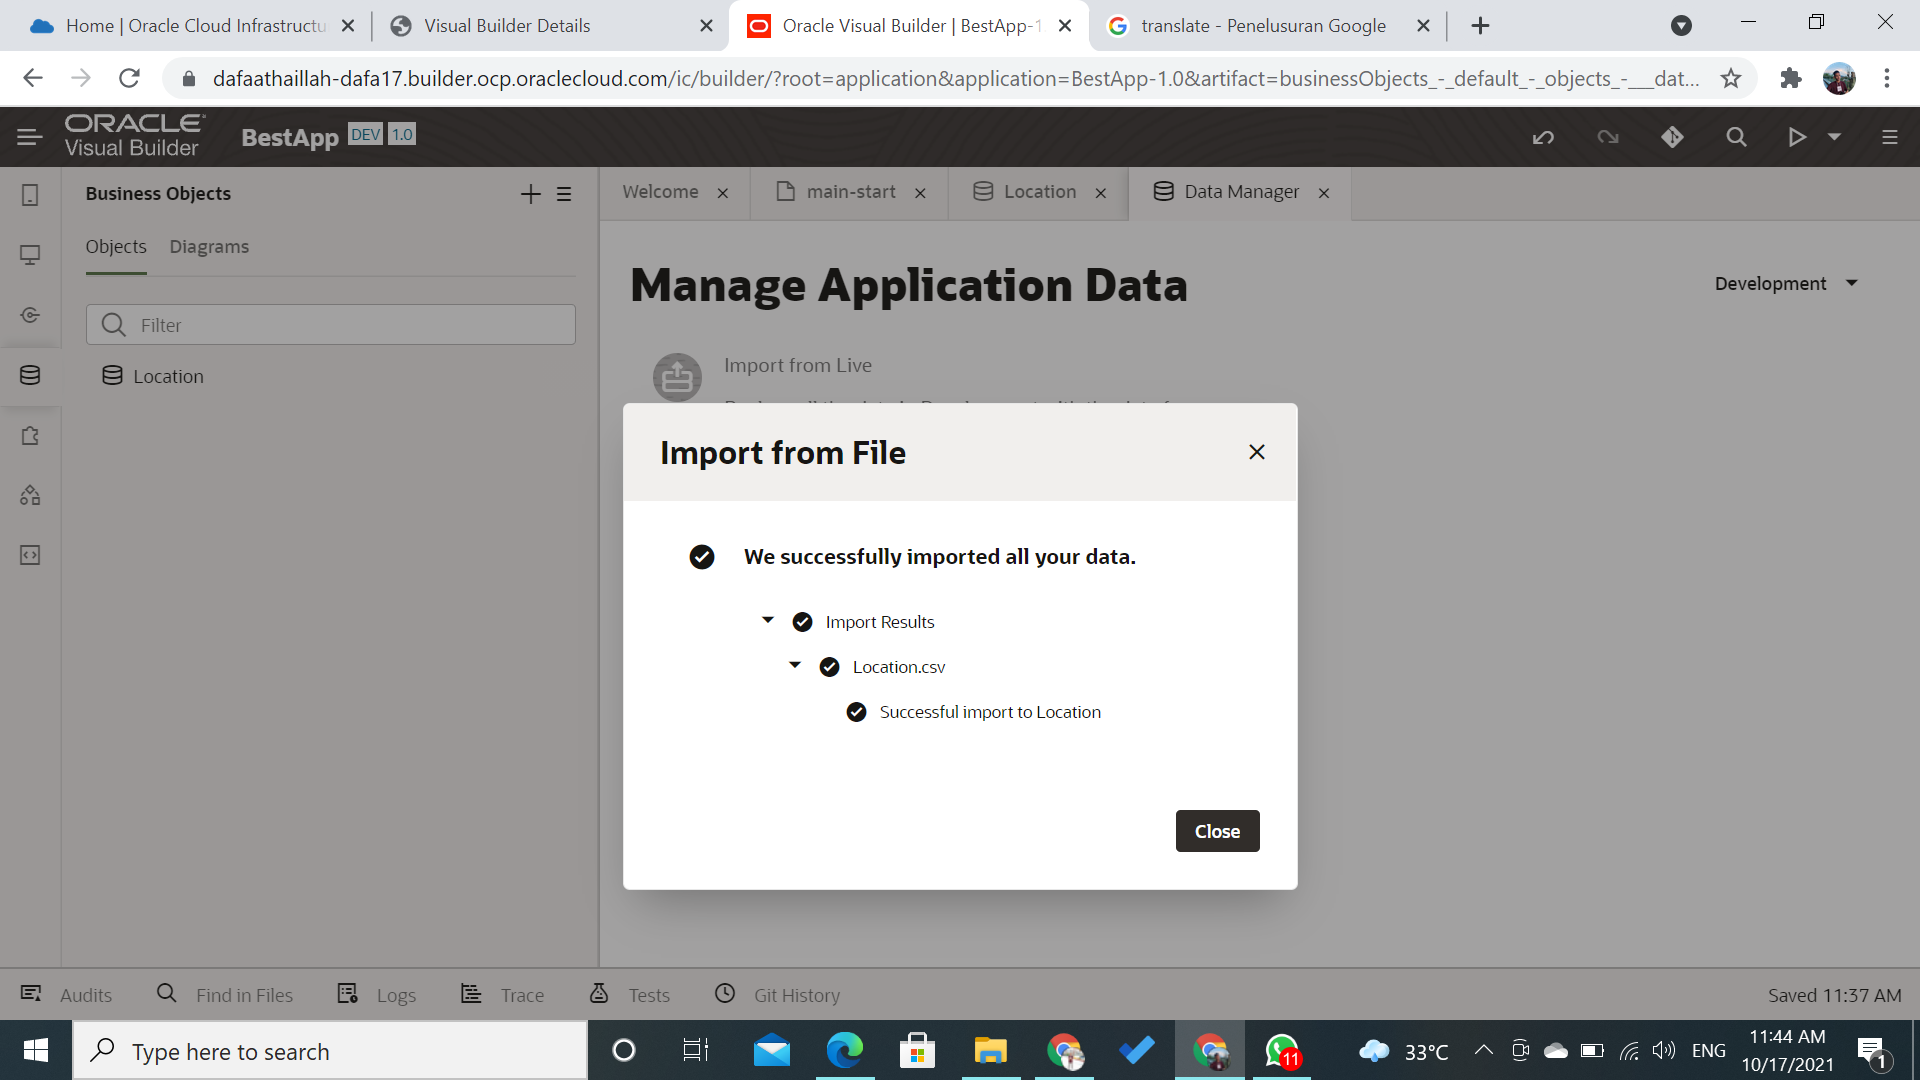 Home | Oracle Cloud Infrastructu
Visual Builder Details
Oracle Visual Builder | BestApp-1
translate - Penelusuran Google
dafaathaillah-dafa17.builder.ocp.oraclecloud.com/ic/builder/?root=application&application=BestApp-1.0&artifact=businessObjects_-_default_-_objects_-___dat...
ORACLE
Visual Builder
BestApp DEV 1.0
Business Objects
Welcome
main-start
Location
Data Manager
Objects
Diagrams
Manage Application Data
Development
Filter
Location
Import from Live
Import from File
We successfully imported all your data.
Import Results
Location.csv
Successful import to Location
Close
Audits
Find in Files
Logs
Trace
Tests
Git History
Saved 11:37 AM
Type here to search
11
33°C
ENG
11:44 AM
10/17/2021
1